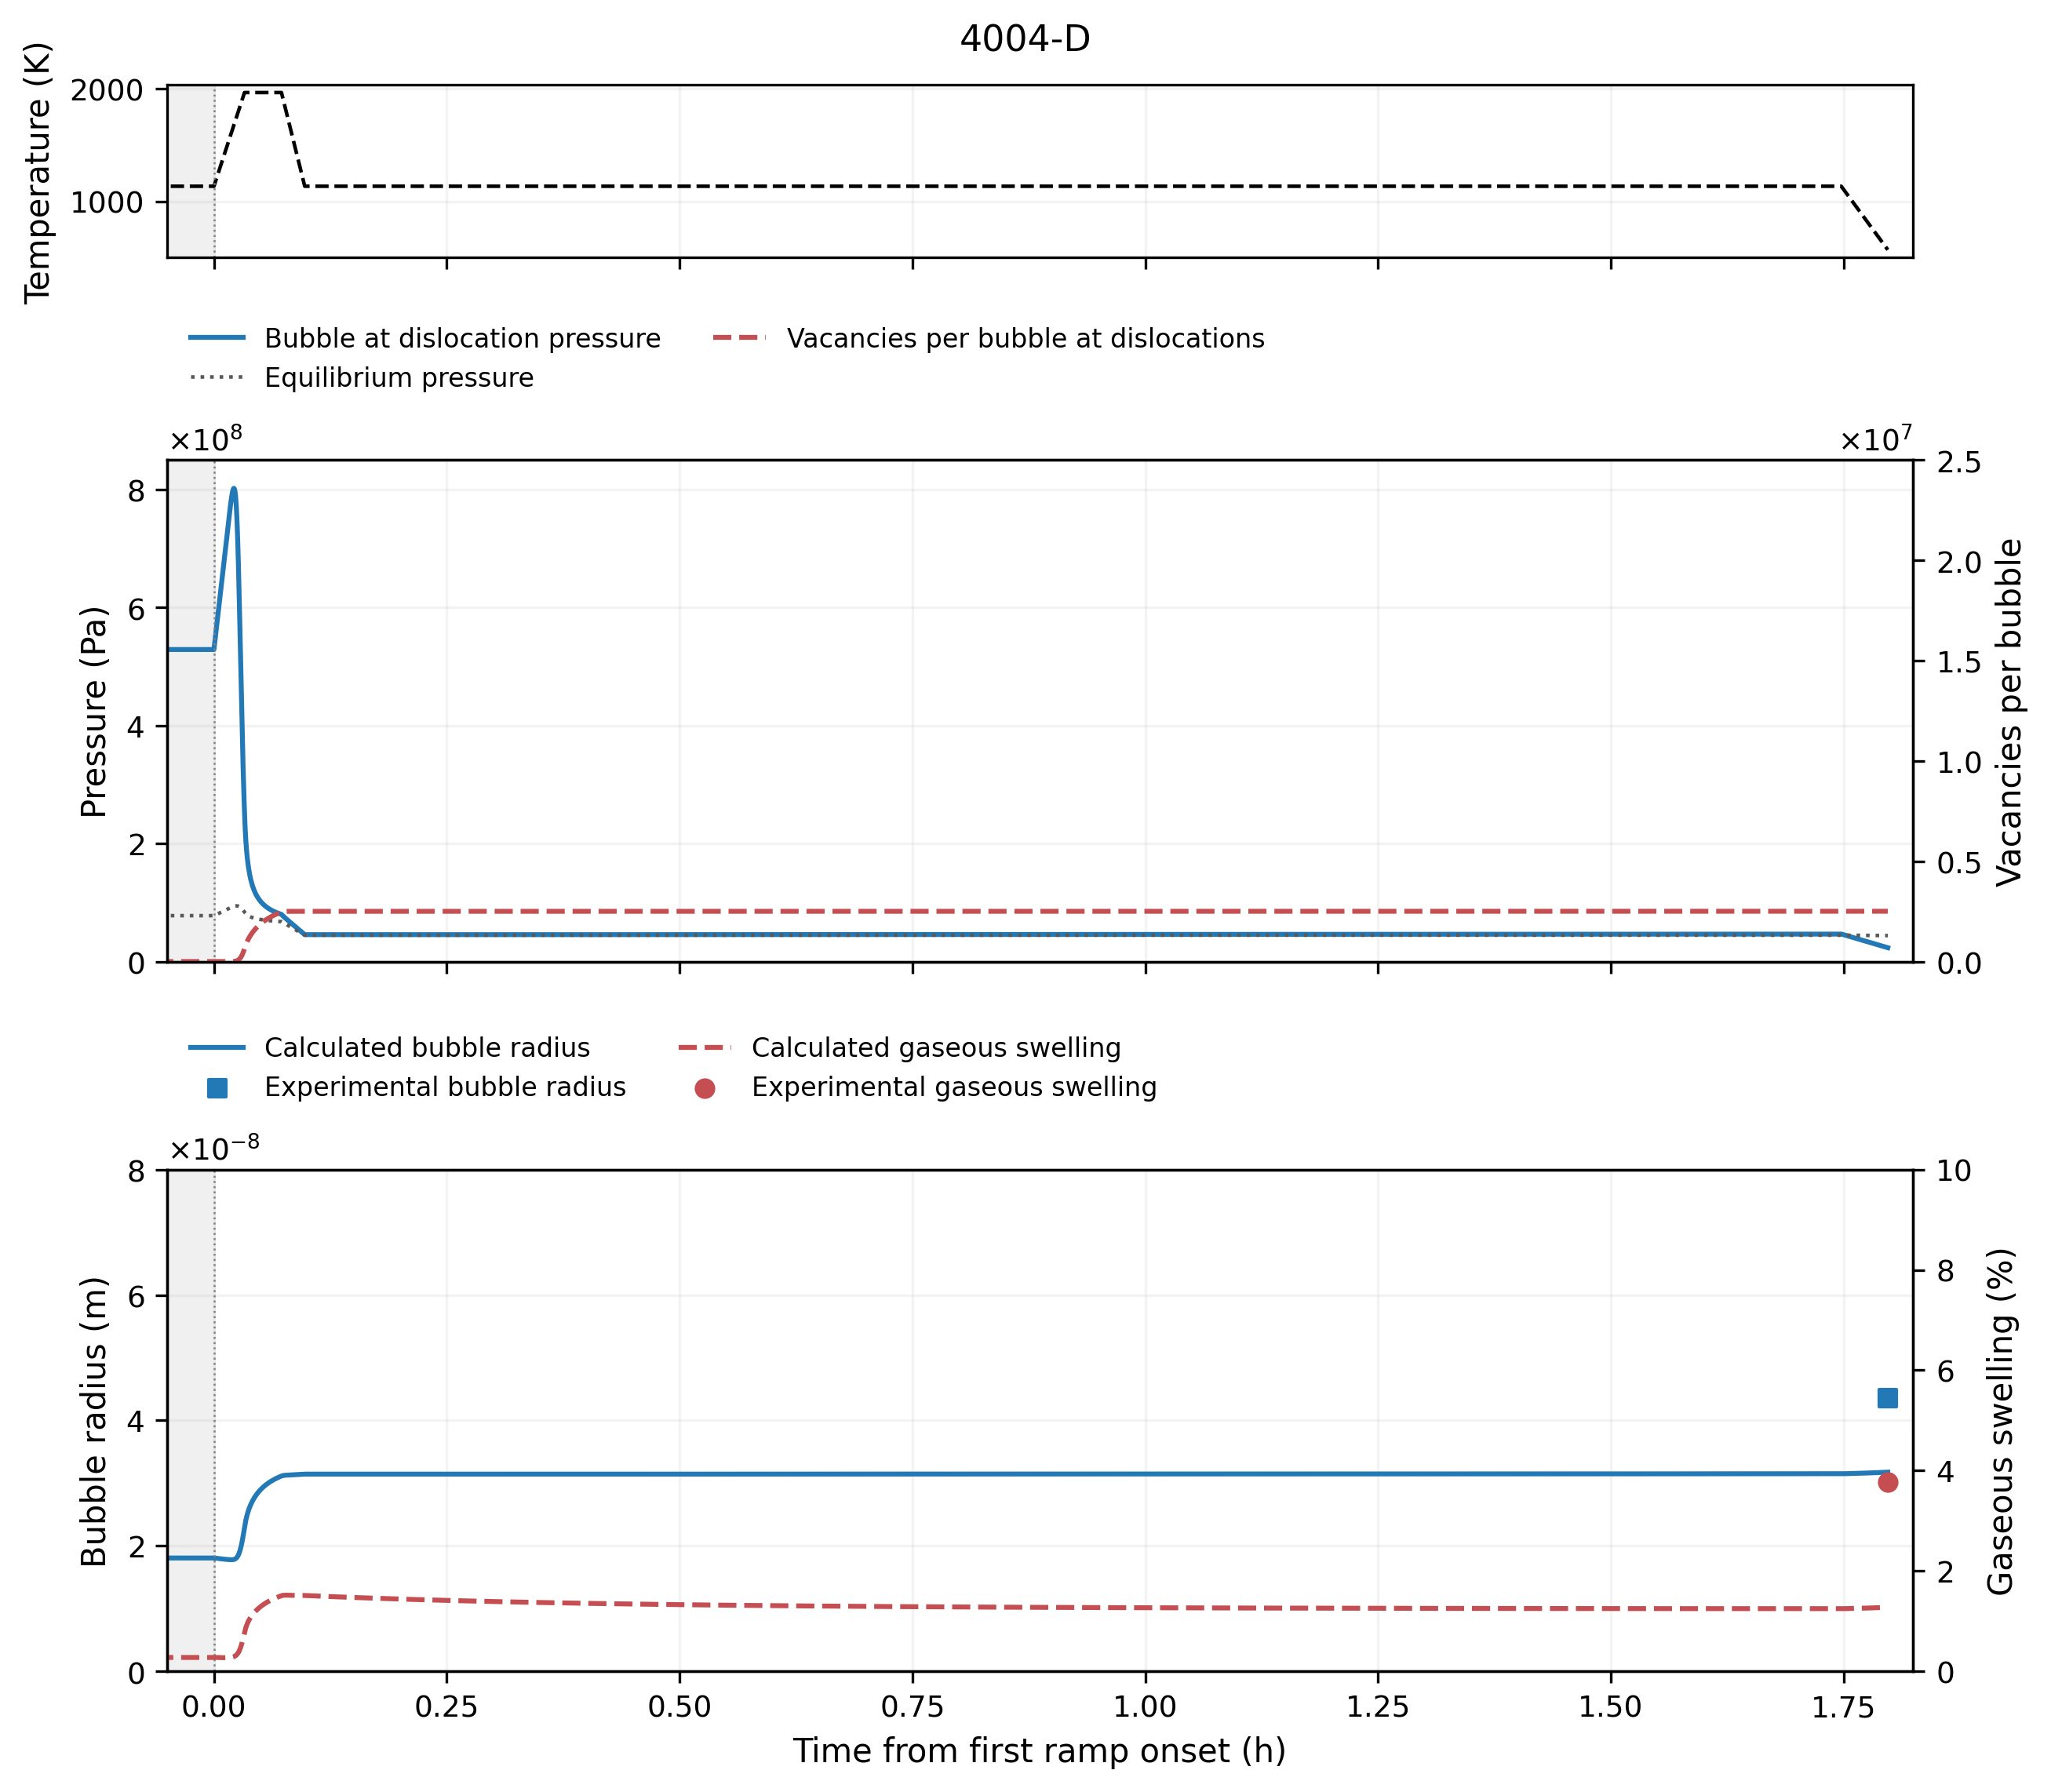 4004-D
Temperature (K)
2000
1000
Bubble at dislocation pressure
Vacancies per bubble at dislocations
Equilibrium pressure
×10⁸
×10⁷
Pressure (Pa)
8
6
4
2
0
2.5
2.0
1.5
1.0
0.5
0.0
Vacancies per bubble
Calculated bubble radius
Calculated gaseous swelling
Experimental bubble radius
Experimental gaseous swelling
×10⁻⁸
Bubble radius (m)
8
6
4
2
0
10
8
6
4
2
0
Gaseous swelling (%)
0.00 0.25 0.50 0.75 1.00 1.25 1.50 1.75
Time from first ramp onset (h)